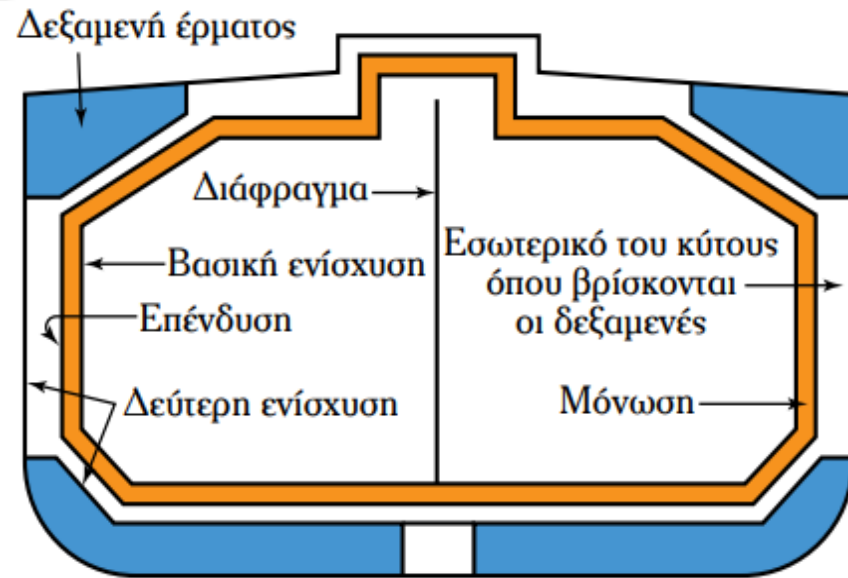 Δεξαμενή έρματος
Διάφραγμα
Βασική ενίσχυση
Επένδυση
Δεύτερη ενίσχυση
Εσωτερικό του κύτους
όπου βρίσκονται
οι δεξαμενές
Μόνωση